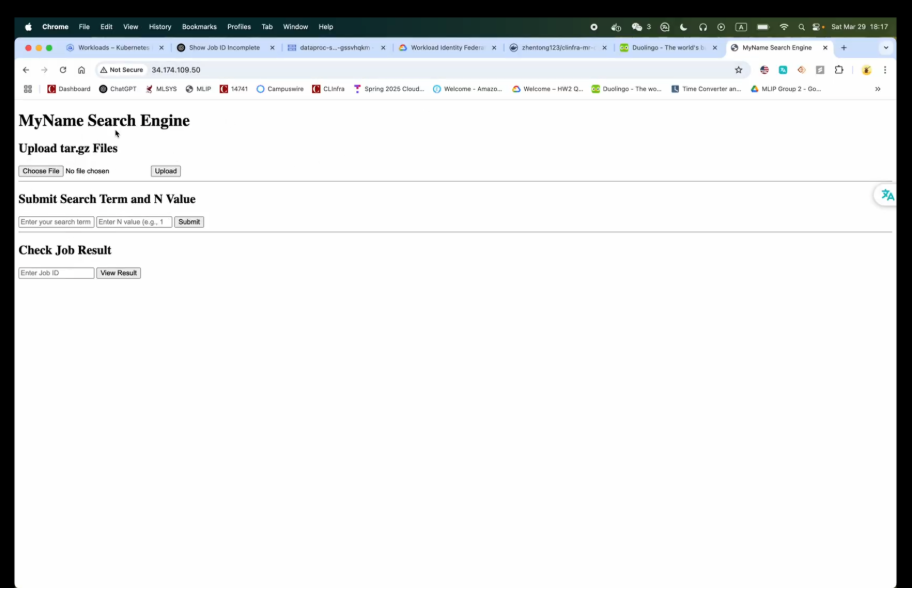 Chrome File Edit View History Bookmarks Profiles Tab Window Help 3 A Sat Mar 29 18:17
Workloads – Kubernetes Show Job ID Incomplete dataproc-s...-gssvhqkm Workload Identity Federa zhentong123/clinfra-mr- Duolingo - The world's b MyName Search Engine
Not Secure 34.174.109.50
Dashboard ChatGPT MLSYS MLIP 14741 Campuswire CLInfra Spring 2025 Cloud... Welcome - Amazo... Welcome – HW2 Q... Duolingo - The wo... Time Converter an... MLIP Group 2 - Go...
MyName Search Engine
Upload tar.gz Files
Choose File No file chosen Upload
Submit Search Term and N Value
Enter your search term Enter N value (e.g., 1 Submit
Check Job Result
Enter Job ID View Result